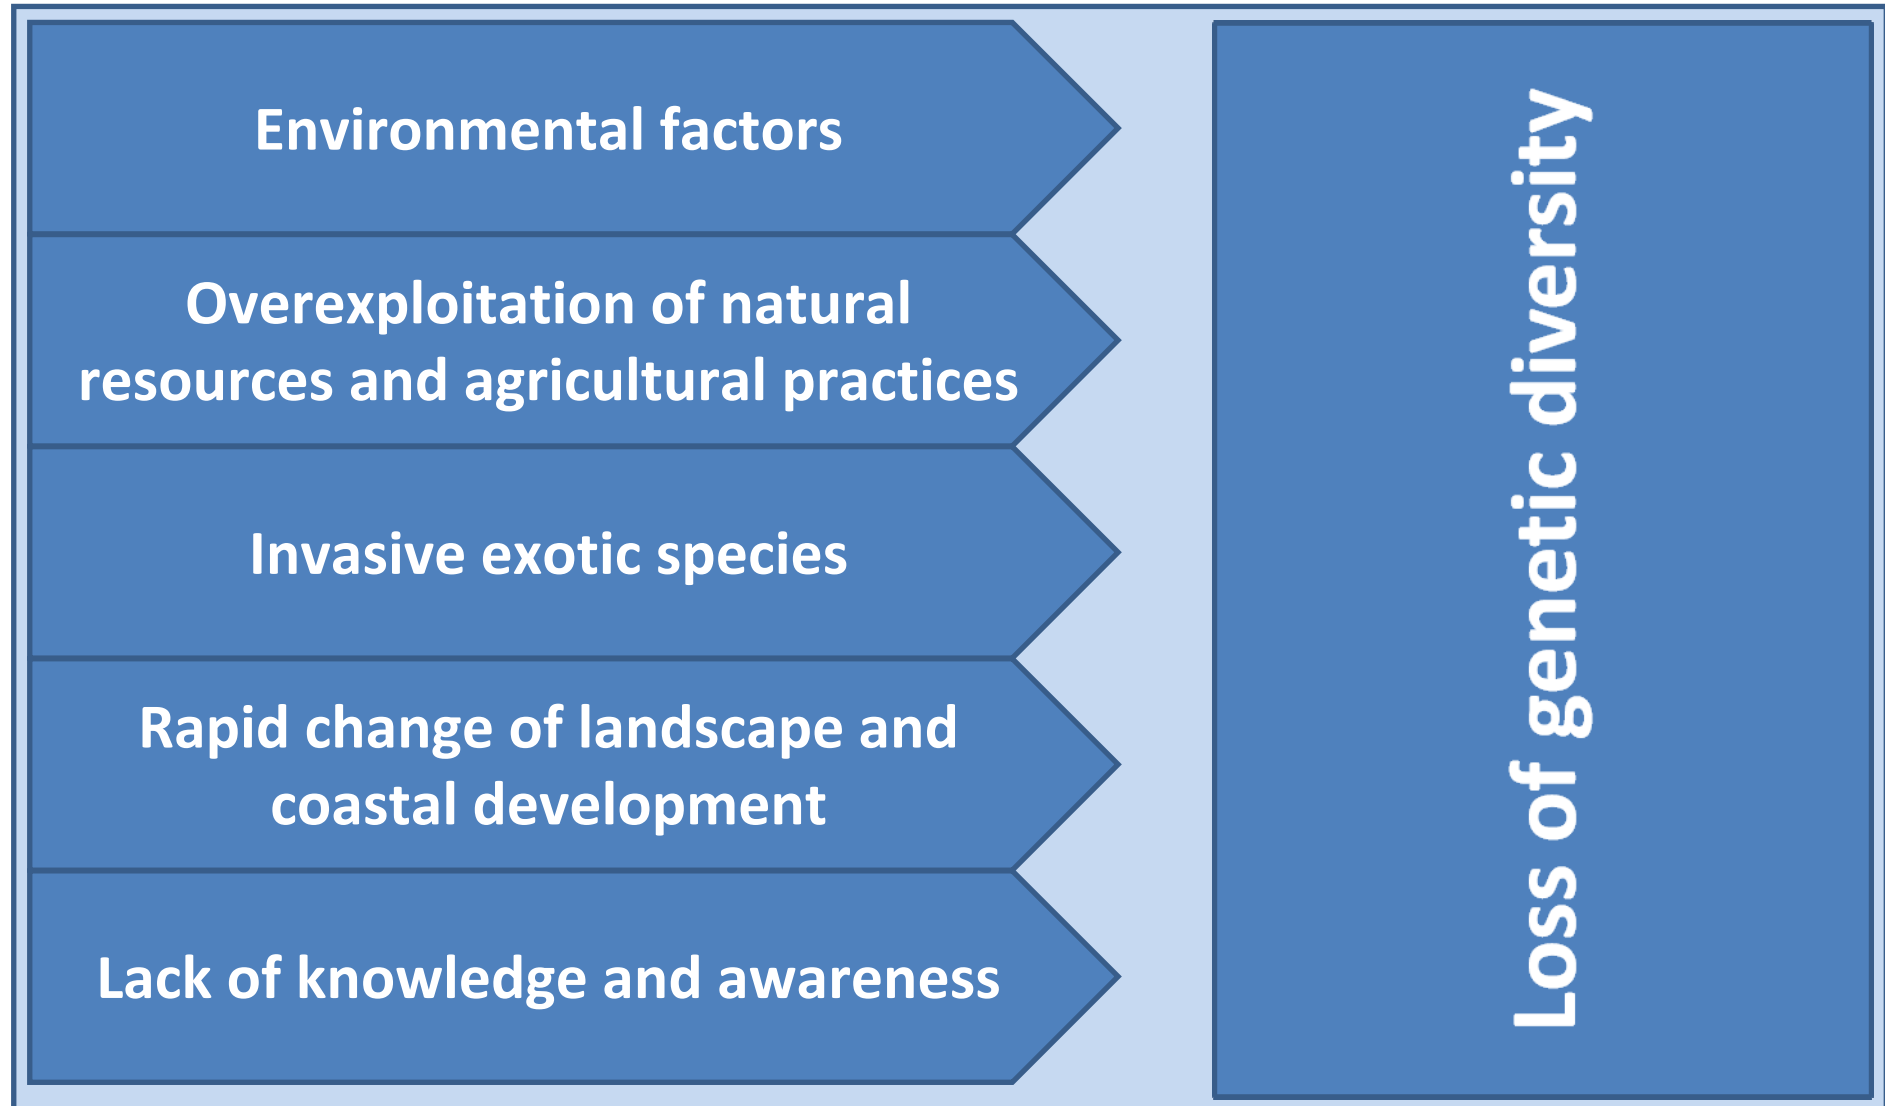 Environmental factors
Overexploitation of natural
resources and agricultural practices
Invasive exotic species
Rapid change of landscape and
coastal development
Lack of knowledge and awareness
Loss of genetic diversity